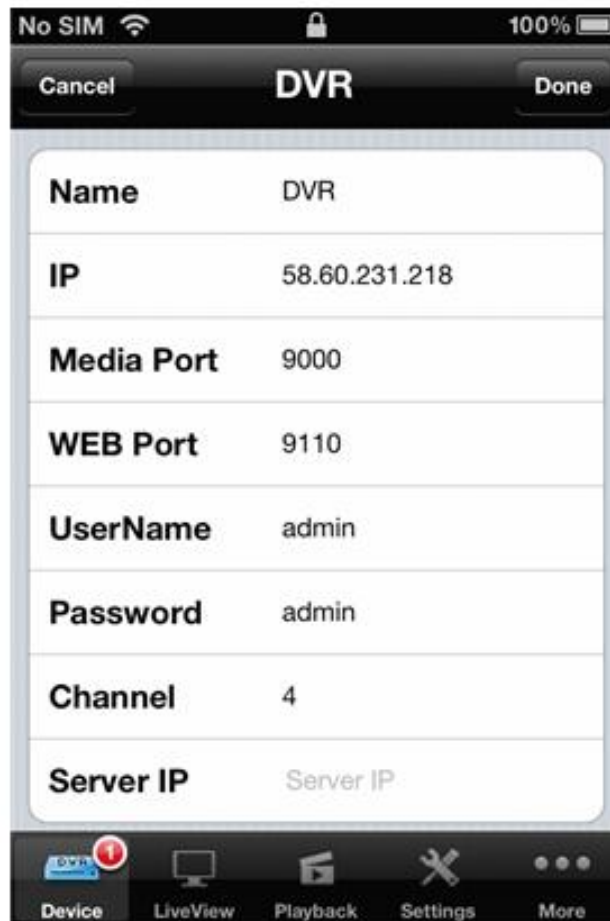 No SIM 100%
Cancel DVR Done
Name DVR
IP 58.60.231.218
Media Port 9000
WEB Port 9110
UserName admin
Password admin
Channel 4
Server IP Server IP
DVR 1
Device LiveView Playback Settings More